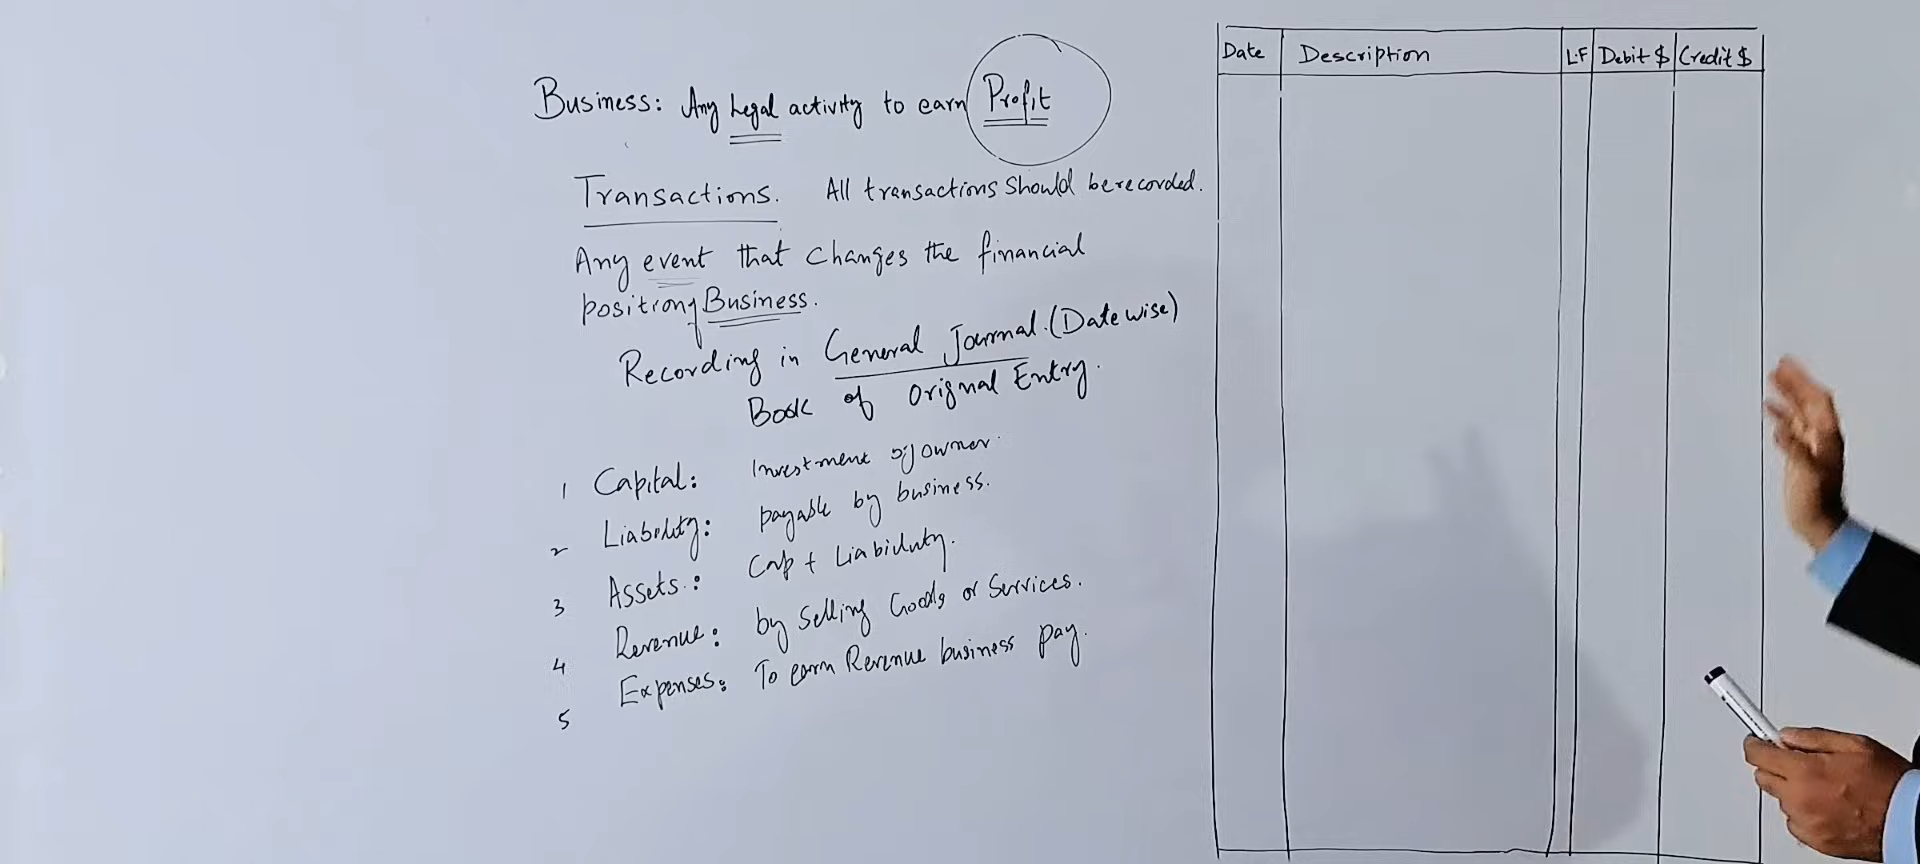 Business: Any Legal activity to earn Profit
Transactions. All transactions should be recorded.
Any event that changes the financial
position of Business.
Recording in General Journal. (Date wise)
Book of Original Entry.
1 Capital: Investment of owner.
2 Liability: payable by business.
3 Assets: Cap + Liability.
4 Revenue: by selling Goods or Services.
5 Expenses: To earn Revenue business pay.
Date Description L.F Debit $ Credit $